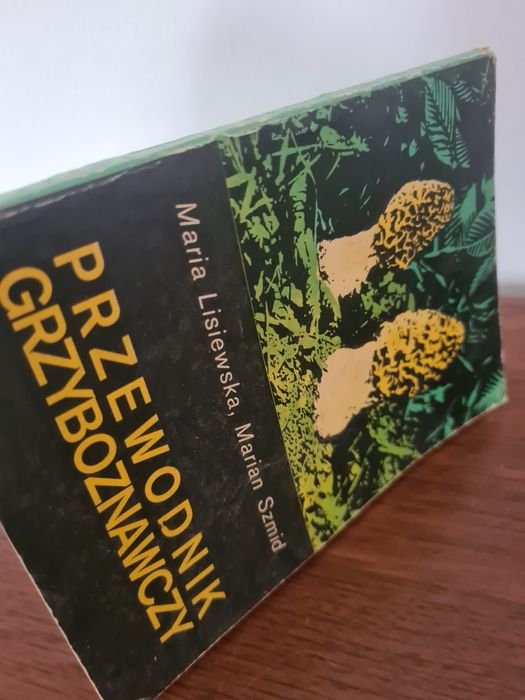 Maria Lisiewska, Marian Szmid
PRZEWODNIK
GRZYBOZNAWCZY